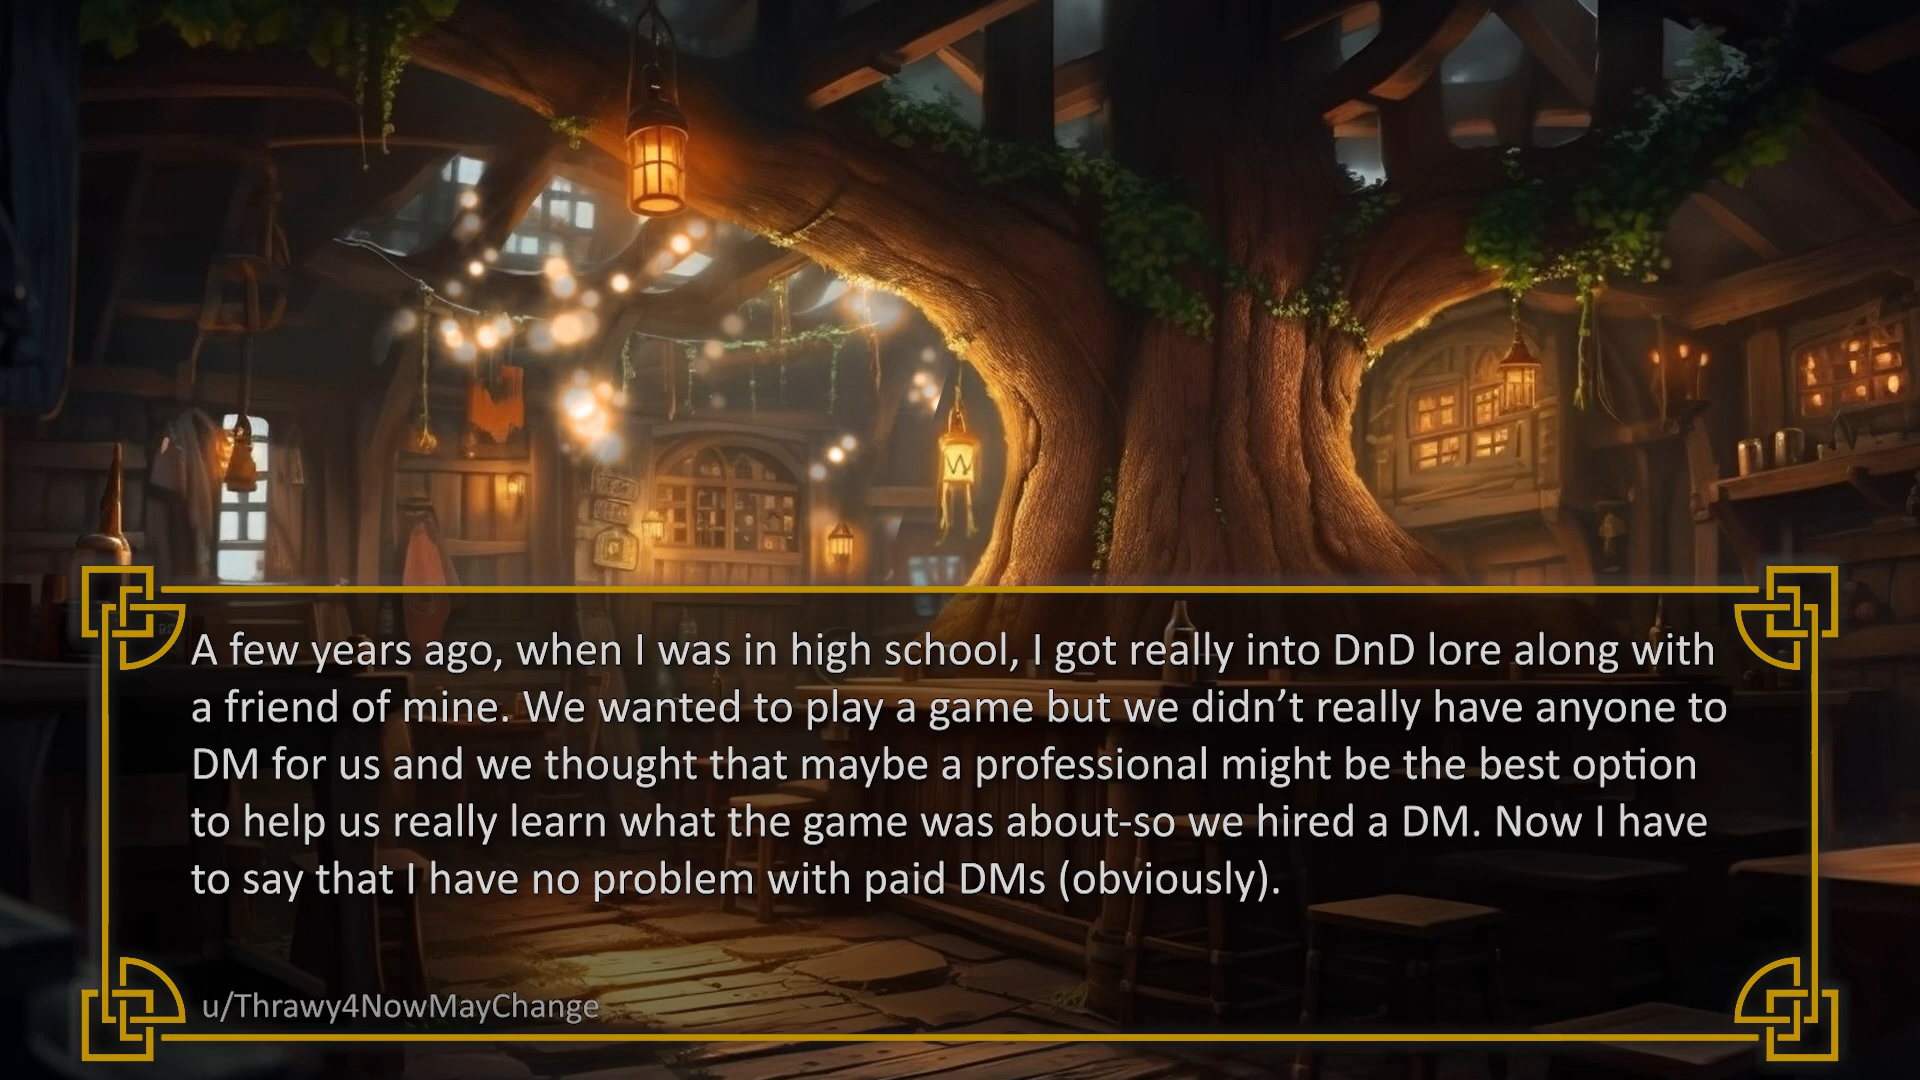 W
A few years ago, when I was in high school, I got really into DnD lore along with
a friend of mine. We wanted to play a game but we didn’t really have anyone to
DM for us and we thought that maybe a professional might be the best option
to help us really learn what the game was about-so we hired a DM. Now I have
to say that I have no problem with paid DMs (obviously).
u/Thrawy4NowMayChange